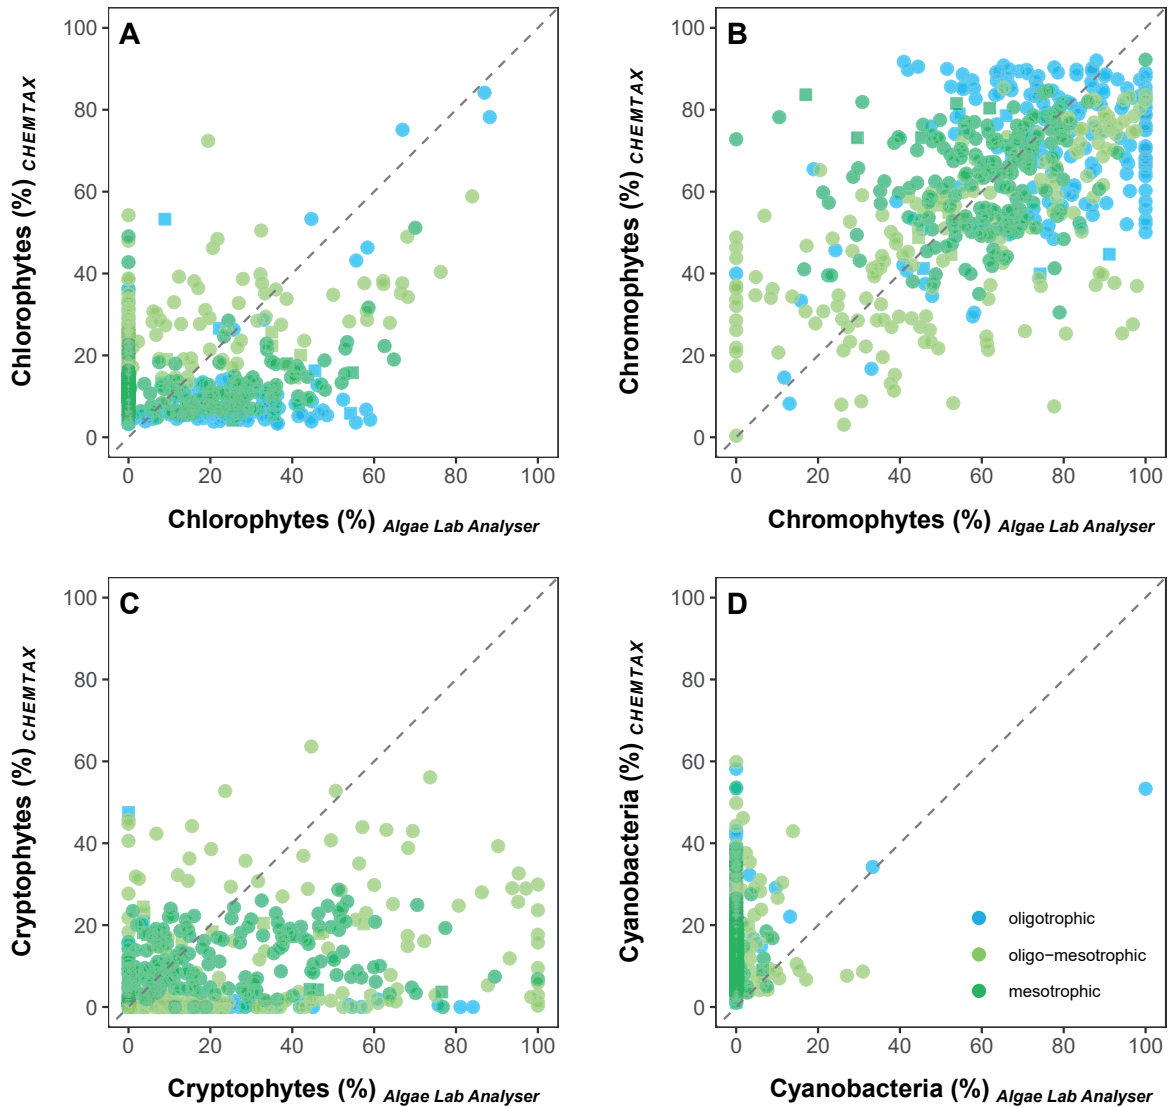 A
100
80
60
40
20
0
Chlorophytes (%) CHEMTAX
0 20 40 60 80 100
Chlorophytes (%) Algae Lab Analyser
B
100
80
60
40
20
0
Chromophytes (%) CHEMTAX
0 20 40 60 80 100
Chromophytes (%) Algae Lab Analyser
C
100
80
60
40
20
0
Cryptophytes (%) CHEMTAX
0 20 40 60 80 100
Cryptophytes (%) Algae Lab Analyser
D
100
80
60
40
20
0
Cyanobacteria (%) CHEMTAX
oligotrophic
oligo−mesotrophic
mesotrophic
0 20 40 60 80 100
Cyanobacteria (%) Algae Lab Analyser